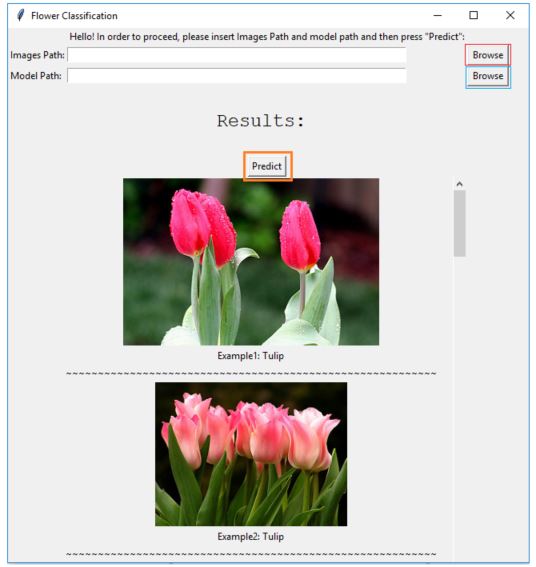 Flower Classification
Hello! In order to proceed, please insert Images Path and model path and then press "Predict":
Images Path:
Browse
Model Path:
Browse
Results:
Predict
Example1: Tulip
~~~~~~~~~~~~~~~~~~~~~~~~~~~~~~~~~~~~~~~~~~~~~~~~~~~~~~~~~~
Example2: Tulip
~~~~~~~~~~~~~~~~~~~~~~~~~~~~~~~~~~~~~~~~~~~~~~~~~~~~~~~~~~